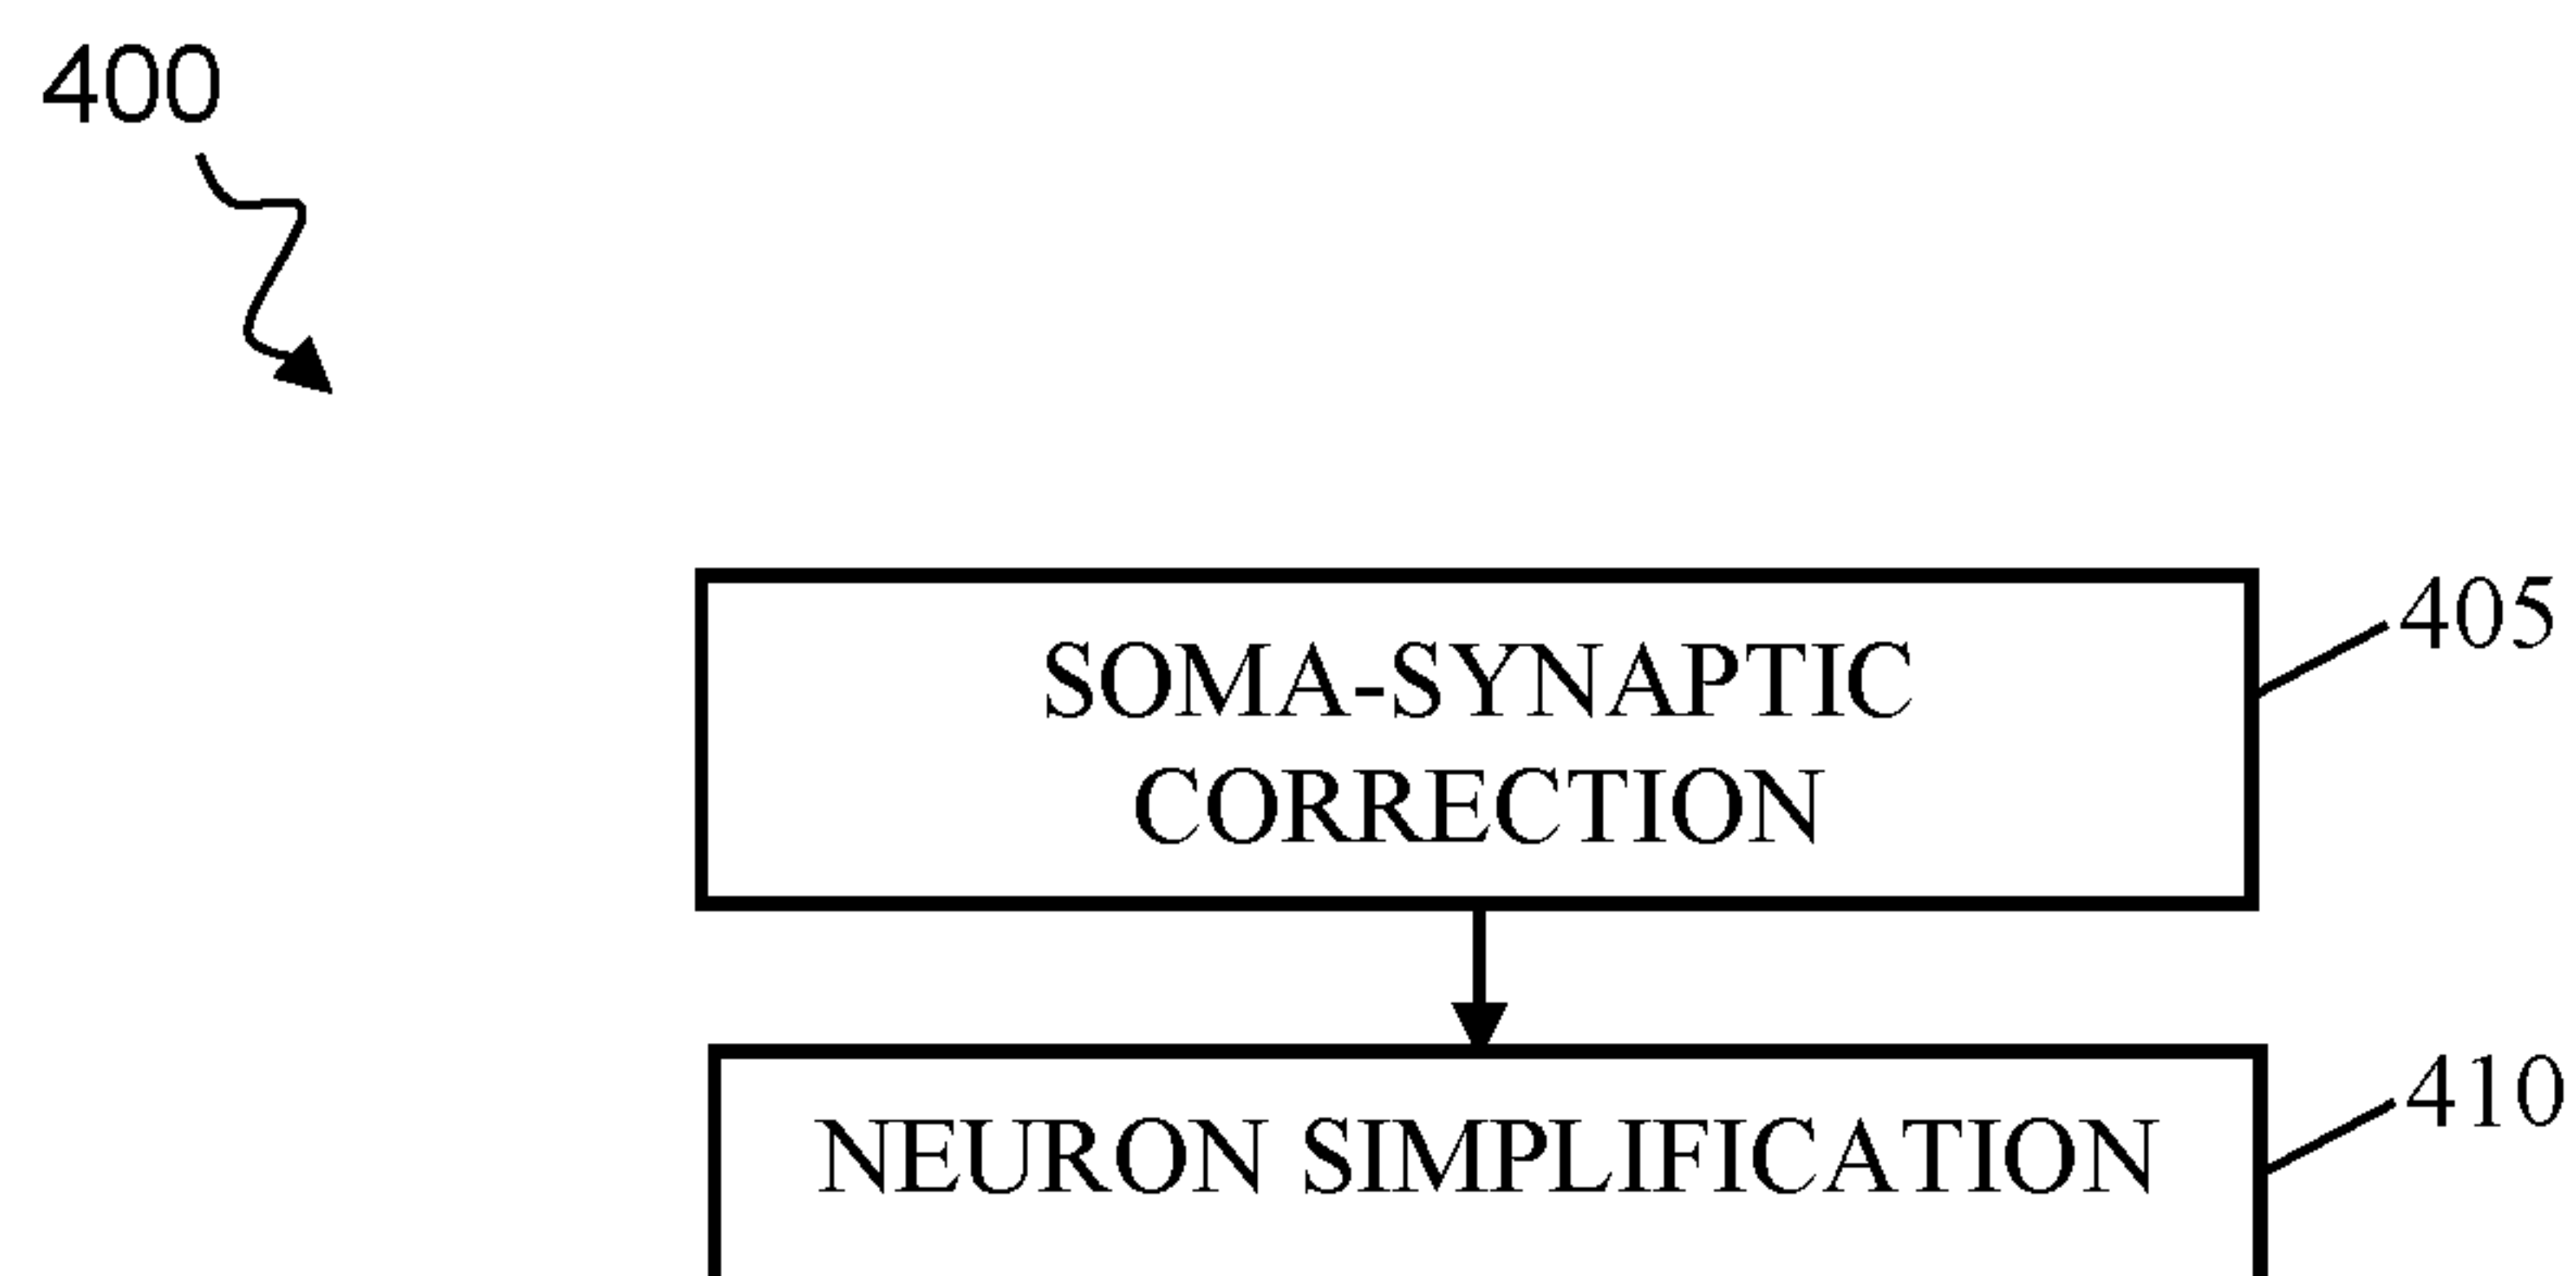 400
SOMA-SYNAPTIC
CORRECTION
405
NEURON SIMPLIFICATION
410